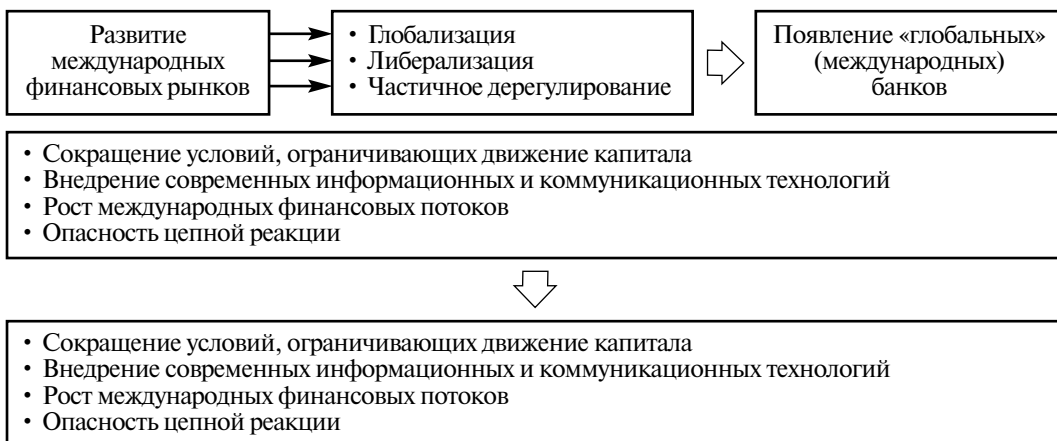 Развитие
международных
финансовых рынков
• Глобализация
• Либерализация
• Частичное дерегулирование
Появление «глобальных»
(международных)
банков
• Сокращение условий, ограничивающих движение капитала
• Внедрение современных информационных и коммуникационных технологий
• Рост международных финансовых потоков
• Опасность цепной реакции
• Сокращение условий, ограничивающих движение капитала
• Внедрение современных информационных и коммуникационных технологий
• Рост международных финансовых потоков
• Опасность цепной реакции